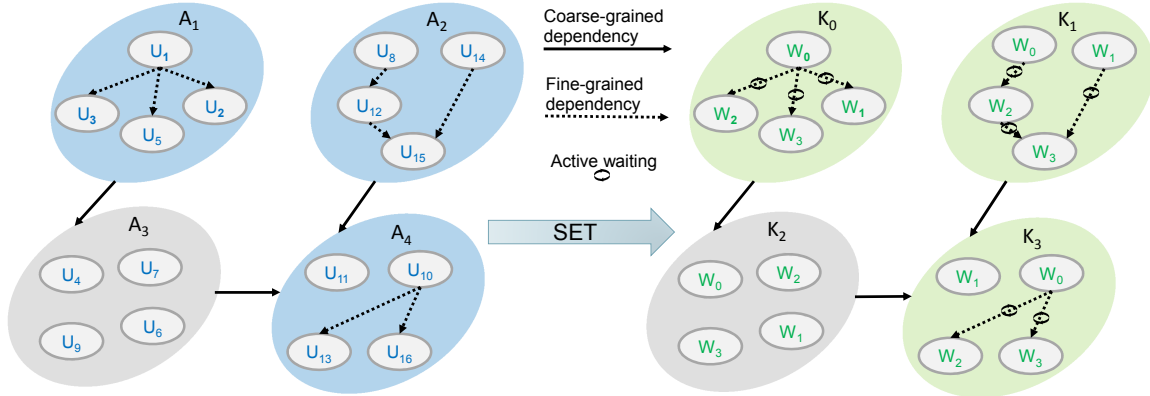 A1
U1
U3
U5
U2
A2
U8
U14
U12
U15
Coarse-grained
dependency
Fine-grained
dependency
Active waiting
K0
W0
W2
W3
W1
K1
W0
W1
W2
W3
A3
U4
U7
U9
U6
A4
U11
U10
U13
U16
SET
K2
W0
W2
W3
W1
K3
W1
W0
W2
W3